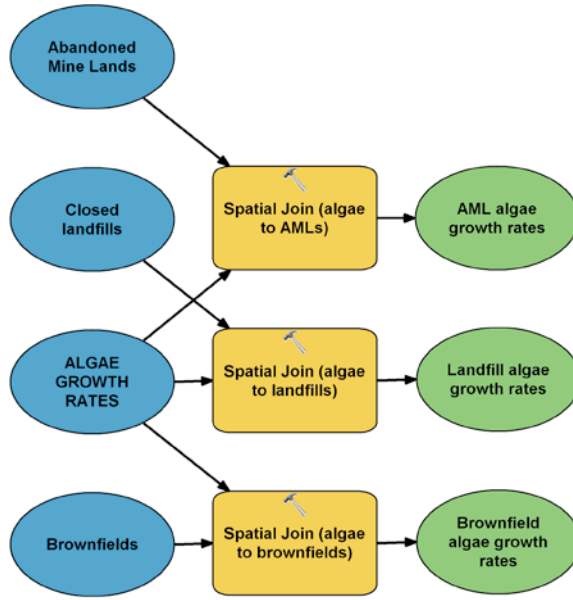 Abandoned
Mine Lands
Spatial Join (algae
to AMLs)
AML algae
growth rates
Closed
landfills
ALGAE
GROWTH
RATES
Spatial Join (algae
to landfills)
Landfill algae
growth rates
Brownfields
Spatial Join (algae
to brownfields)
Brownfield
algae growth
rates